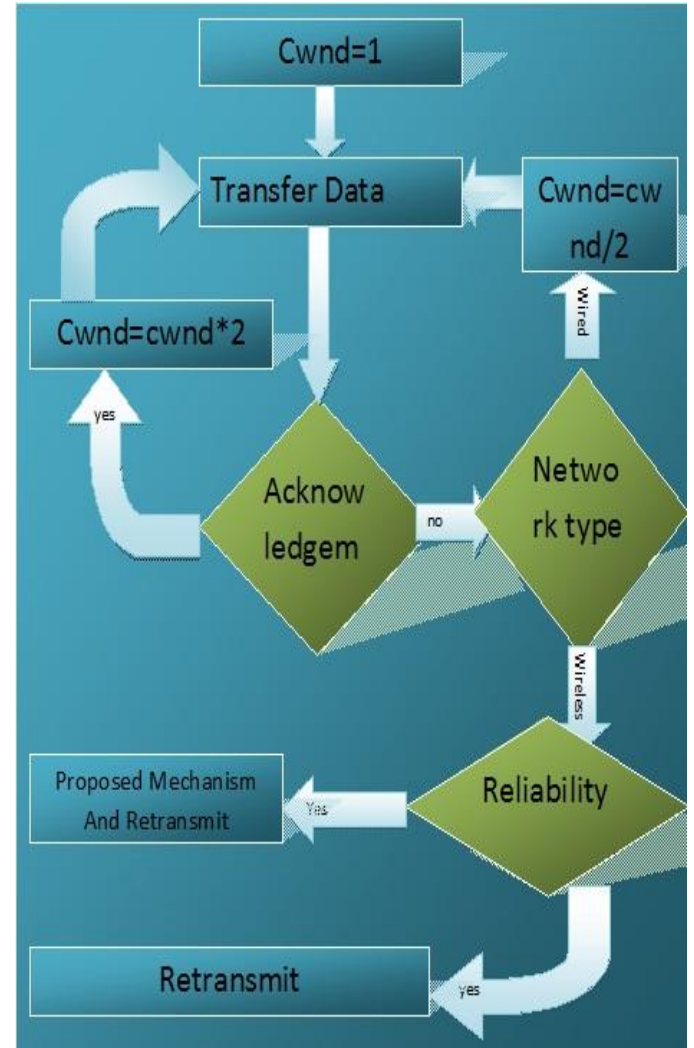 Cwnd=1
Transfer Data
Cwnd=cw
nd/2
Wired
Cwnd=cwnd*2
yes
Acknow
ledgem
no
Netwo
rk type
Wireless
Reliability
Proposed Mechanism
And Retransmit
Yes
Retransmit
yes